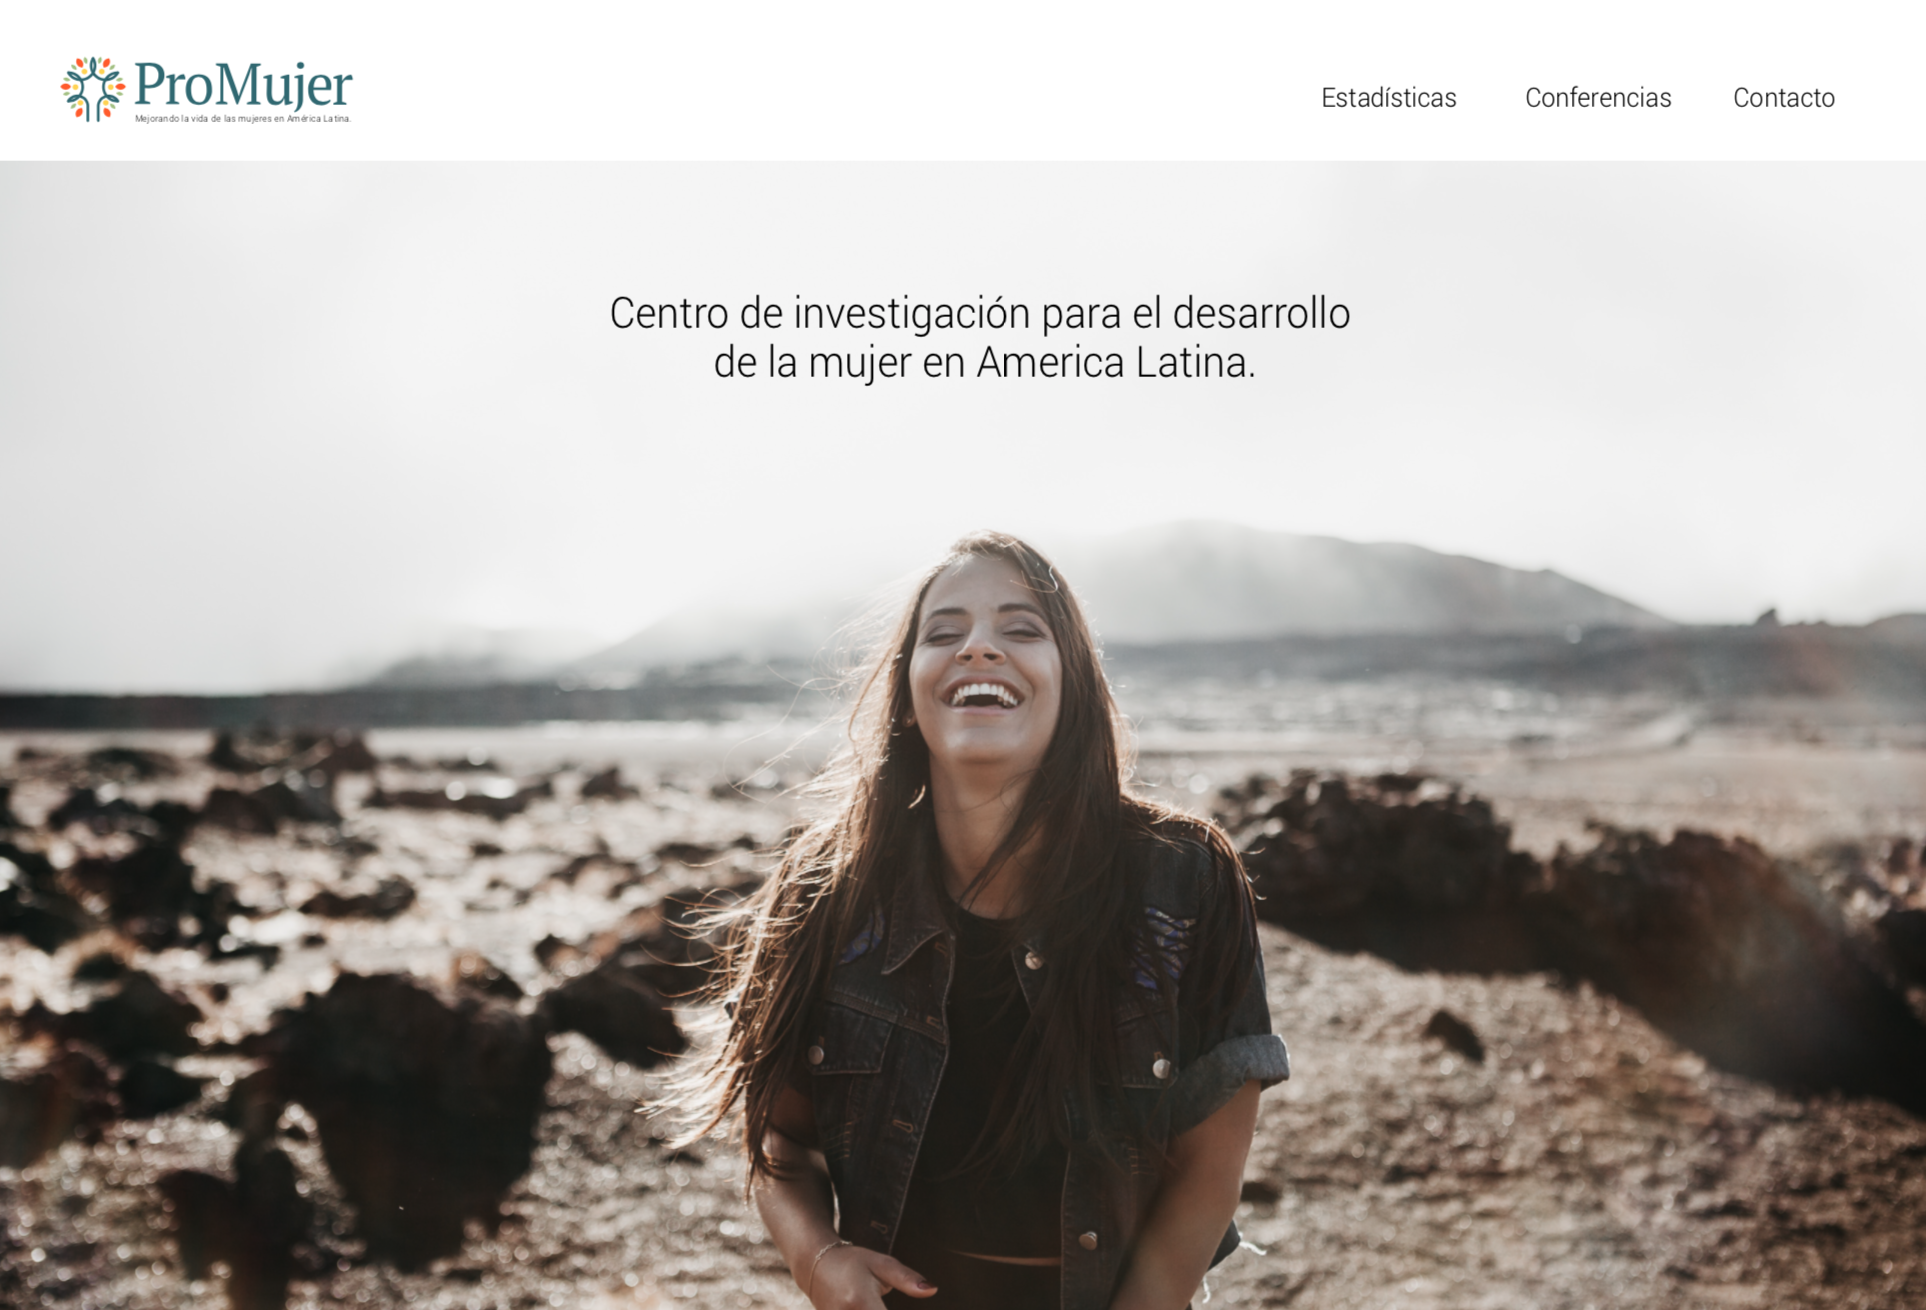 ProMujer
Mejorando la vida de las mujeres en América Latina.
Estadísticas Conferencias Contacto
Centro de investigación para el desarrollo
de la mujer en America Latina.